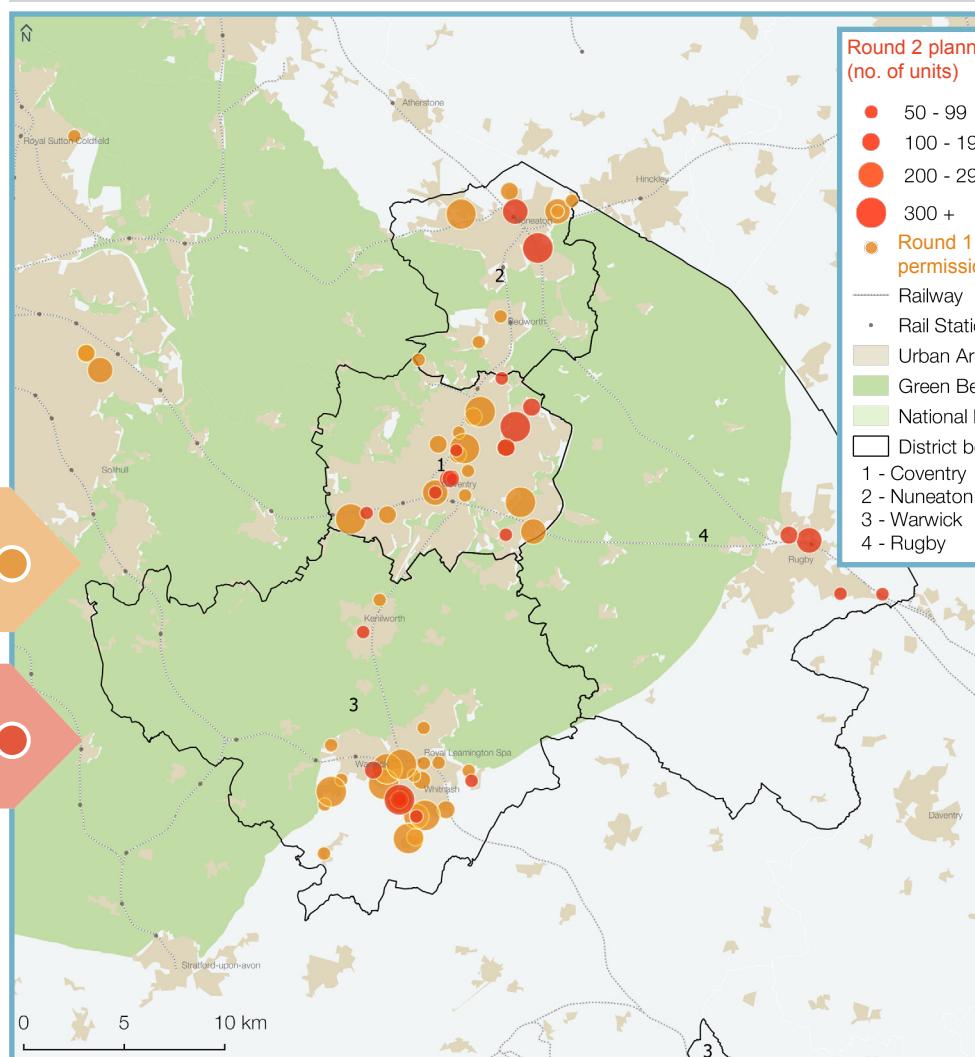 N
Round 2 plann
(no. of units)
50 - 99
100 - 19
200 - 29
300 +
Round 1
permissio
Railway
Rail Statio
Urban Ar
Green Be
National
District b
1 - Coventry
2 - Nuneaton
3 - Warwick
4 - Rugby
Atherstone
Royal Sutton Coldfield
Hinckley
Nuneaton
2
Bedworth
Solihull
1
Coventry
4
Rugby
Kenilworth
3
Royal Leamington Spa
Warwick
Whitnash
Daventry
Stratford-upon-avon
0 5 10 km
3